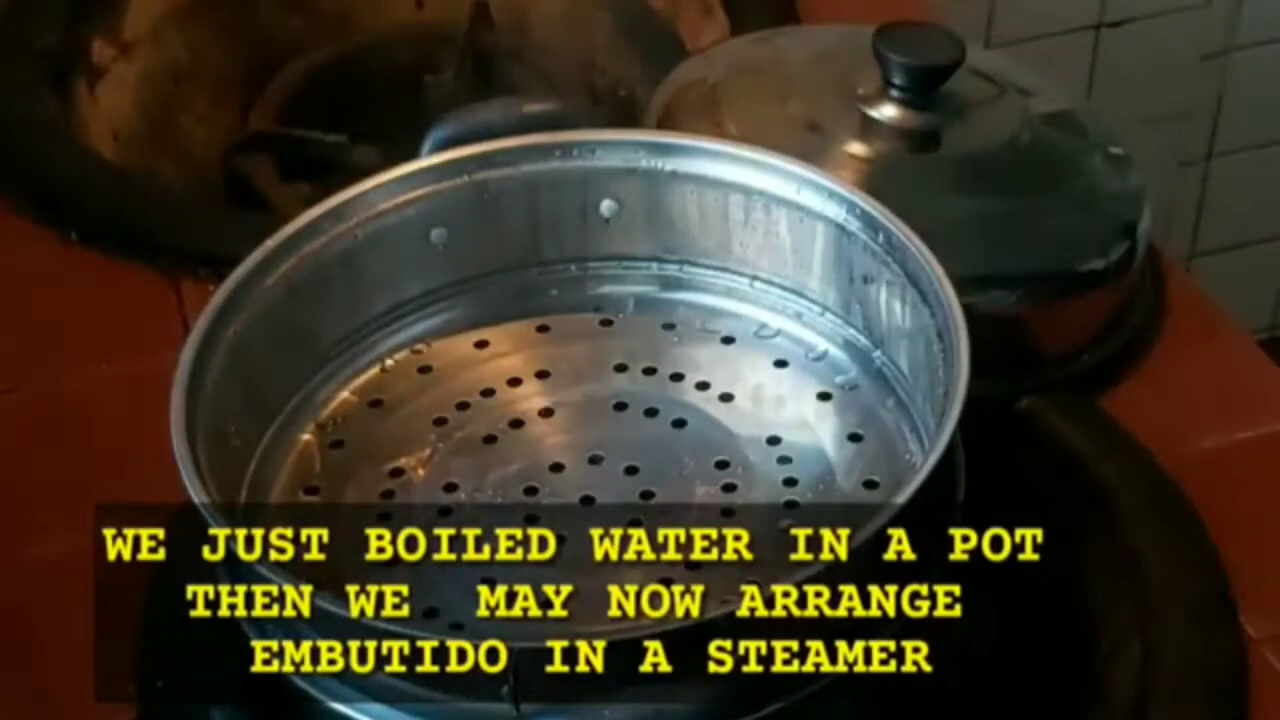 WE JUST BOILED WATER IN A POT
THEN WE  MAY NOW ARRANGE
EMBUTIDO IN A STEAMER